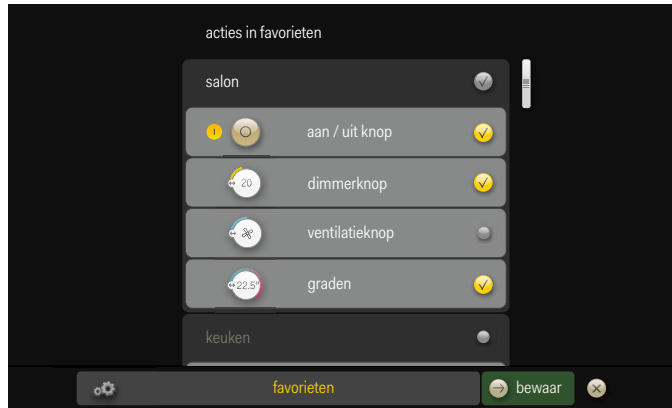 acties in favorieten
salon
aan / uit knop
20 dimmerknop
ventilatieknop
22.5° graden
keuken
favorieten bewaar